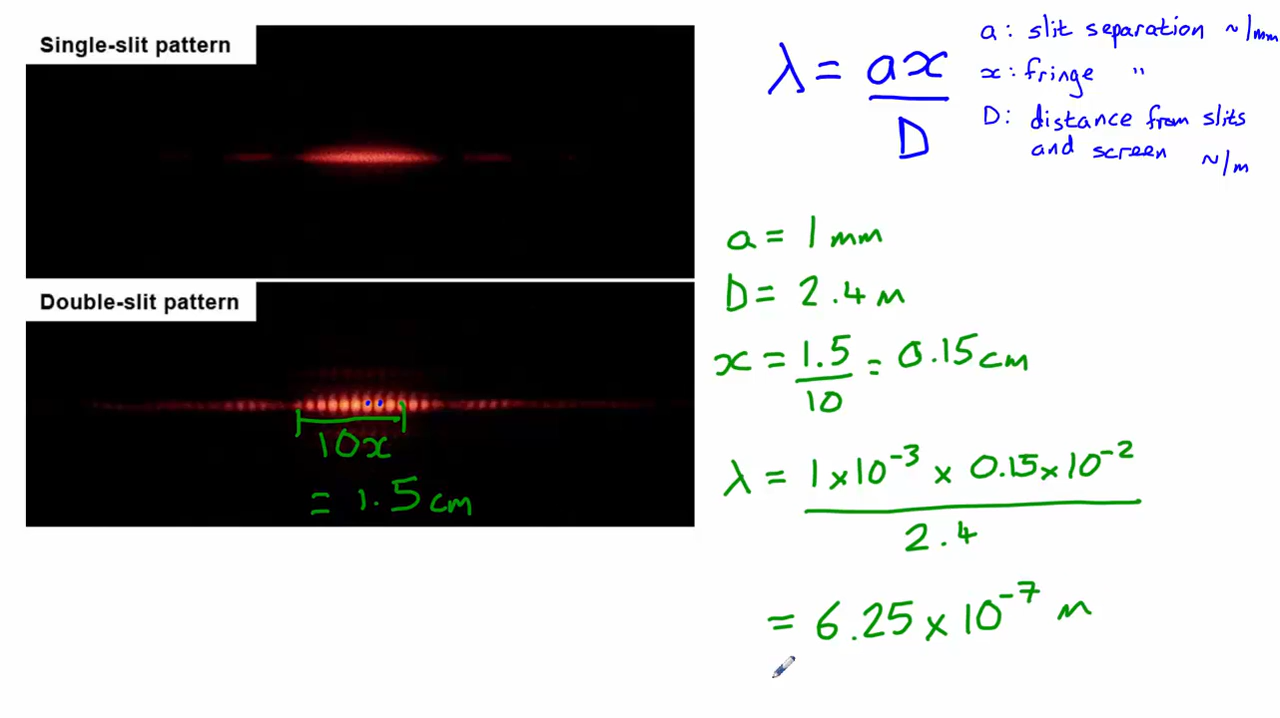 Single-slit pattern
Double-slit pattern
10x
= 1.5 cm
λ = ax
D
a: slit separation ~1mm
x: fringe "
D: distance from slits
and screen ~1m
a = 1 mm
D = 2.4 m
x = 1.5 = 0.15 cm
10
λ = 1 x 10⁻³ x 0.15 x 10⁻²
2.4
= 6.25 x 10⁻⁷ m